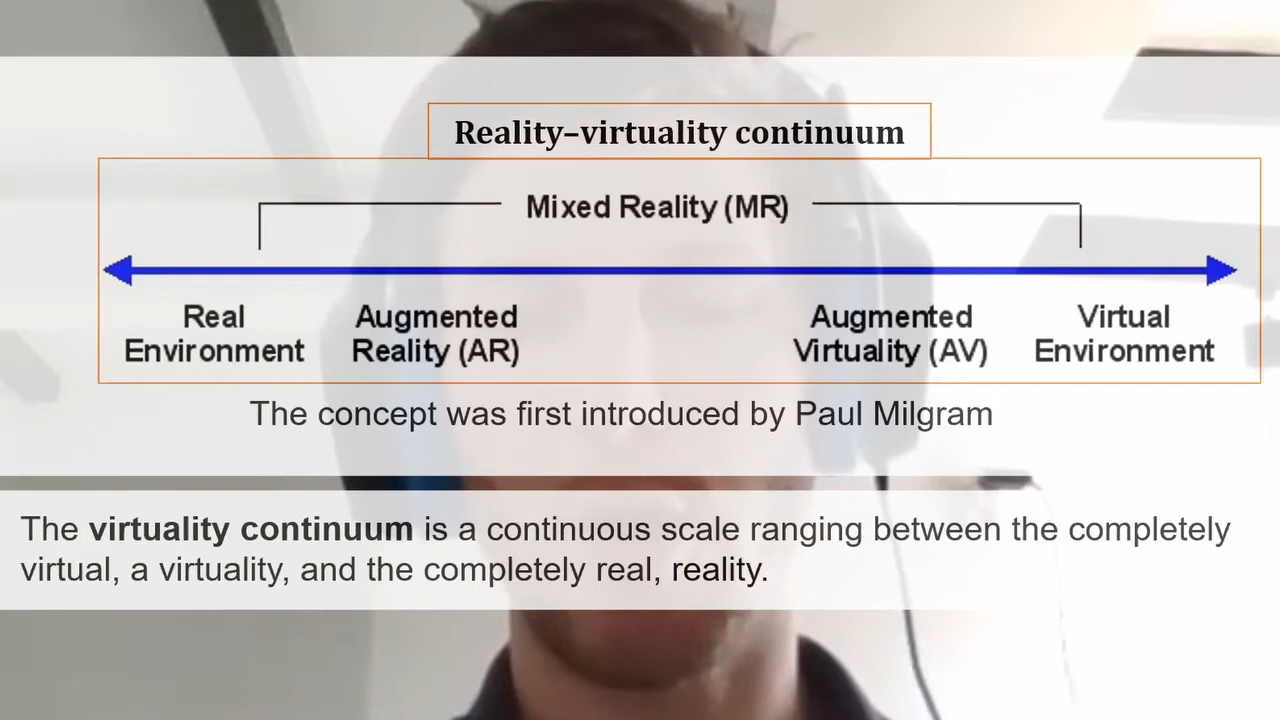 Reality–virtuality continuum
Mixed Reality (MR)
Real Environment
Augmented Reality (AR)
Augmented Virtuality (AV)
Virtual Environment
The concept was first introduced by Paul Milgram
The virtuality continuum is a continuous scale ranging between the completely
virtual, a virtuality, and the completely real, reality.